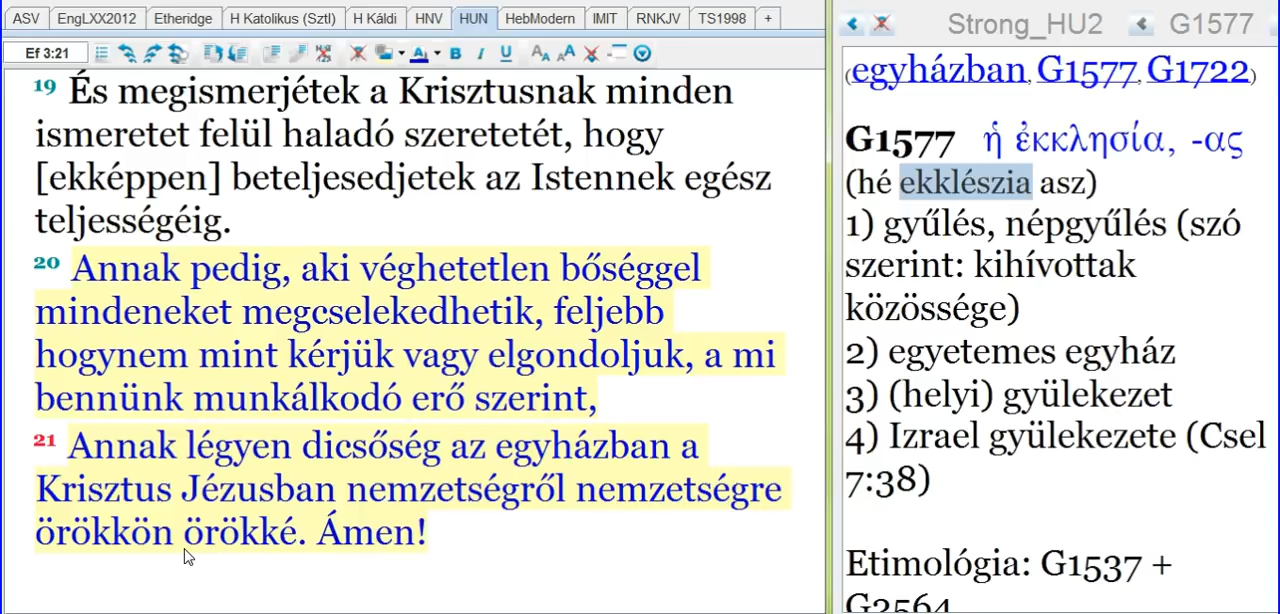 ASV EngLXX2012 Etheridge H Katolikus (Sztl) H Káldi HNV HUN HebModern IMIT RNKJV TS1998 +
Ef 3:21
19 És megismerjétek a Krisztusnak minden
ismeretet felül haladó szeretetét, hogy
[ekképpen] beteljesedjetek az Istennek egész
teljességéig.
20 Annak pedig, aki véghetetlen bőséggel
mindeneket megcselekedhetik, feljebb
hogynem mint kérjük vagy elgondoljuk, a mi
bennünk munkálkodó erő szerint,
21 Annak légyen dicsőség az egyházban a
Krisztus Jézusban nemzetségről nemzetségre
örökkön örökké. Ámen!
Strong_HU2 G1577
(egyházban, G1577, G1722)
G1577 ἡ ἐκκλησία, -ας
(hé ekklészia asz)
1) gyűlés, népgyűlés (szó
szerint: kihívottak
közössége)
2) egyetemes egyház
3) (helyi) gyülekezet
4) Izrael gyülekezete (Csel
7:38)
Etimológia: G1537 +
G2564